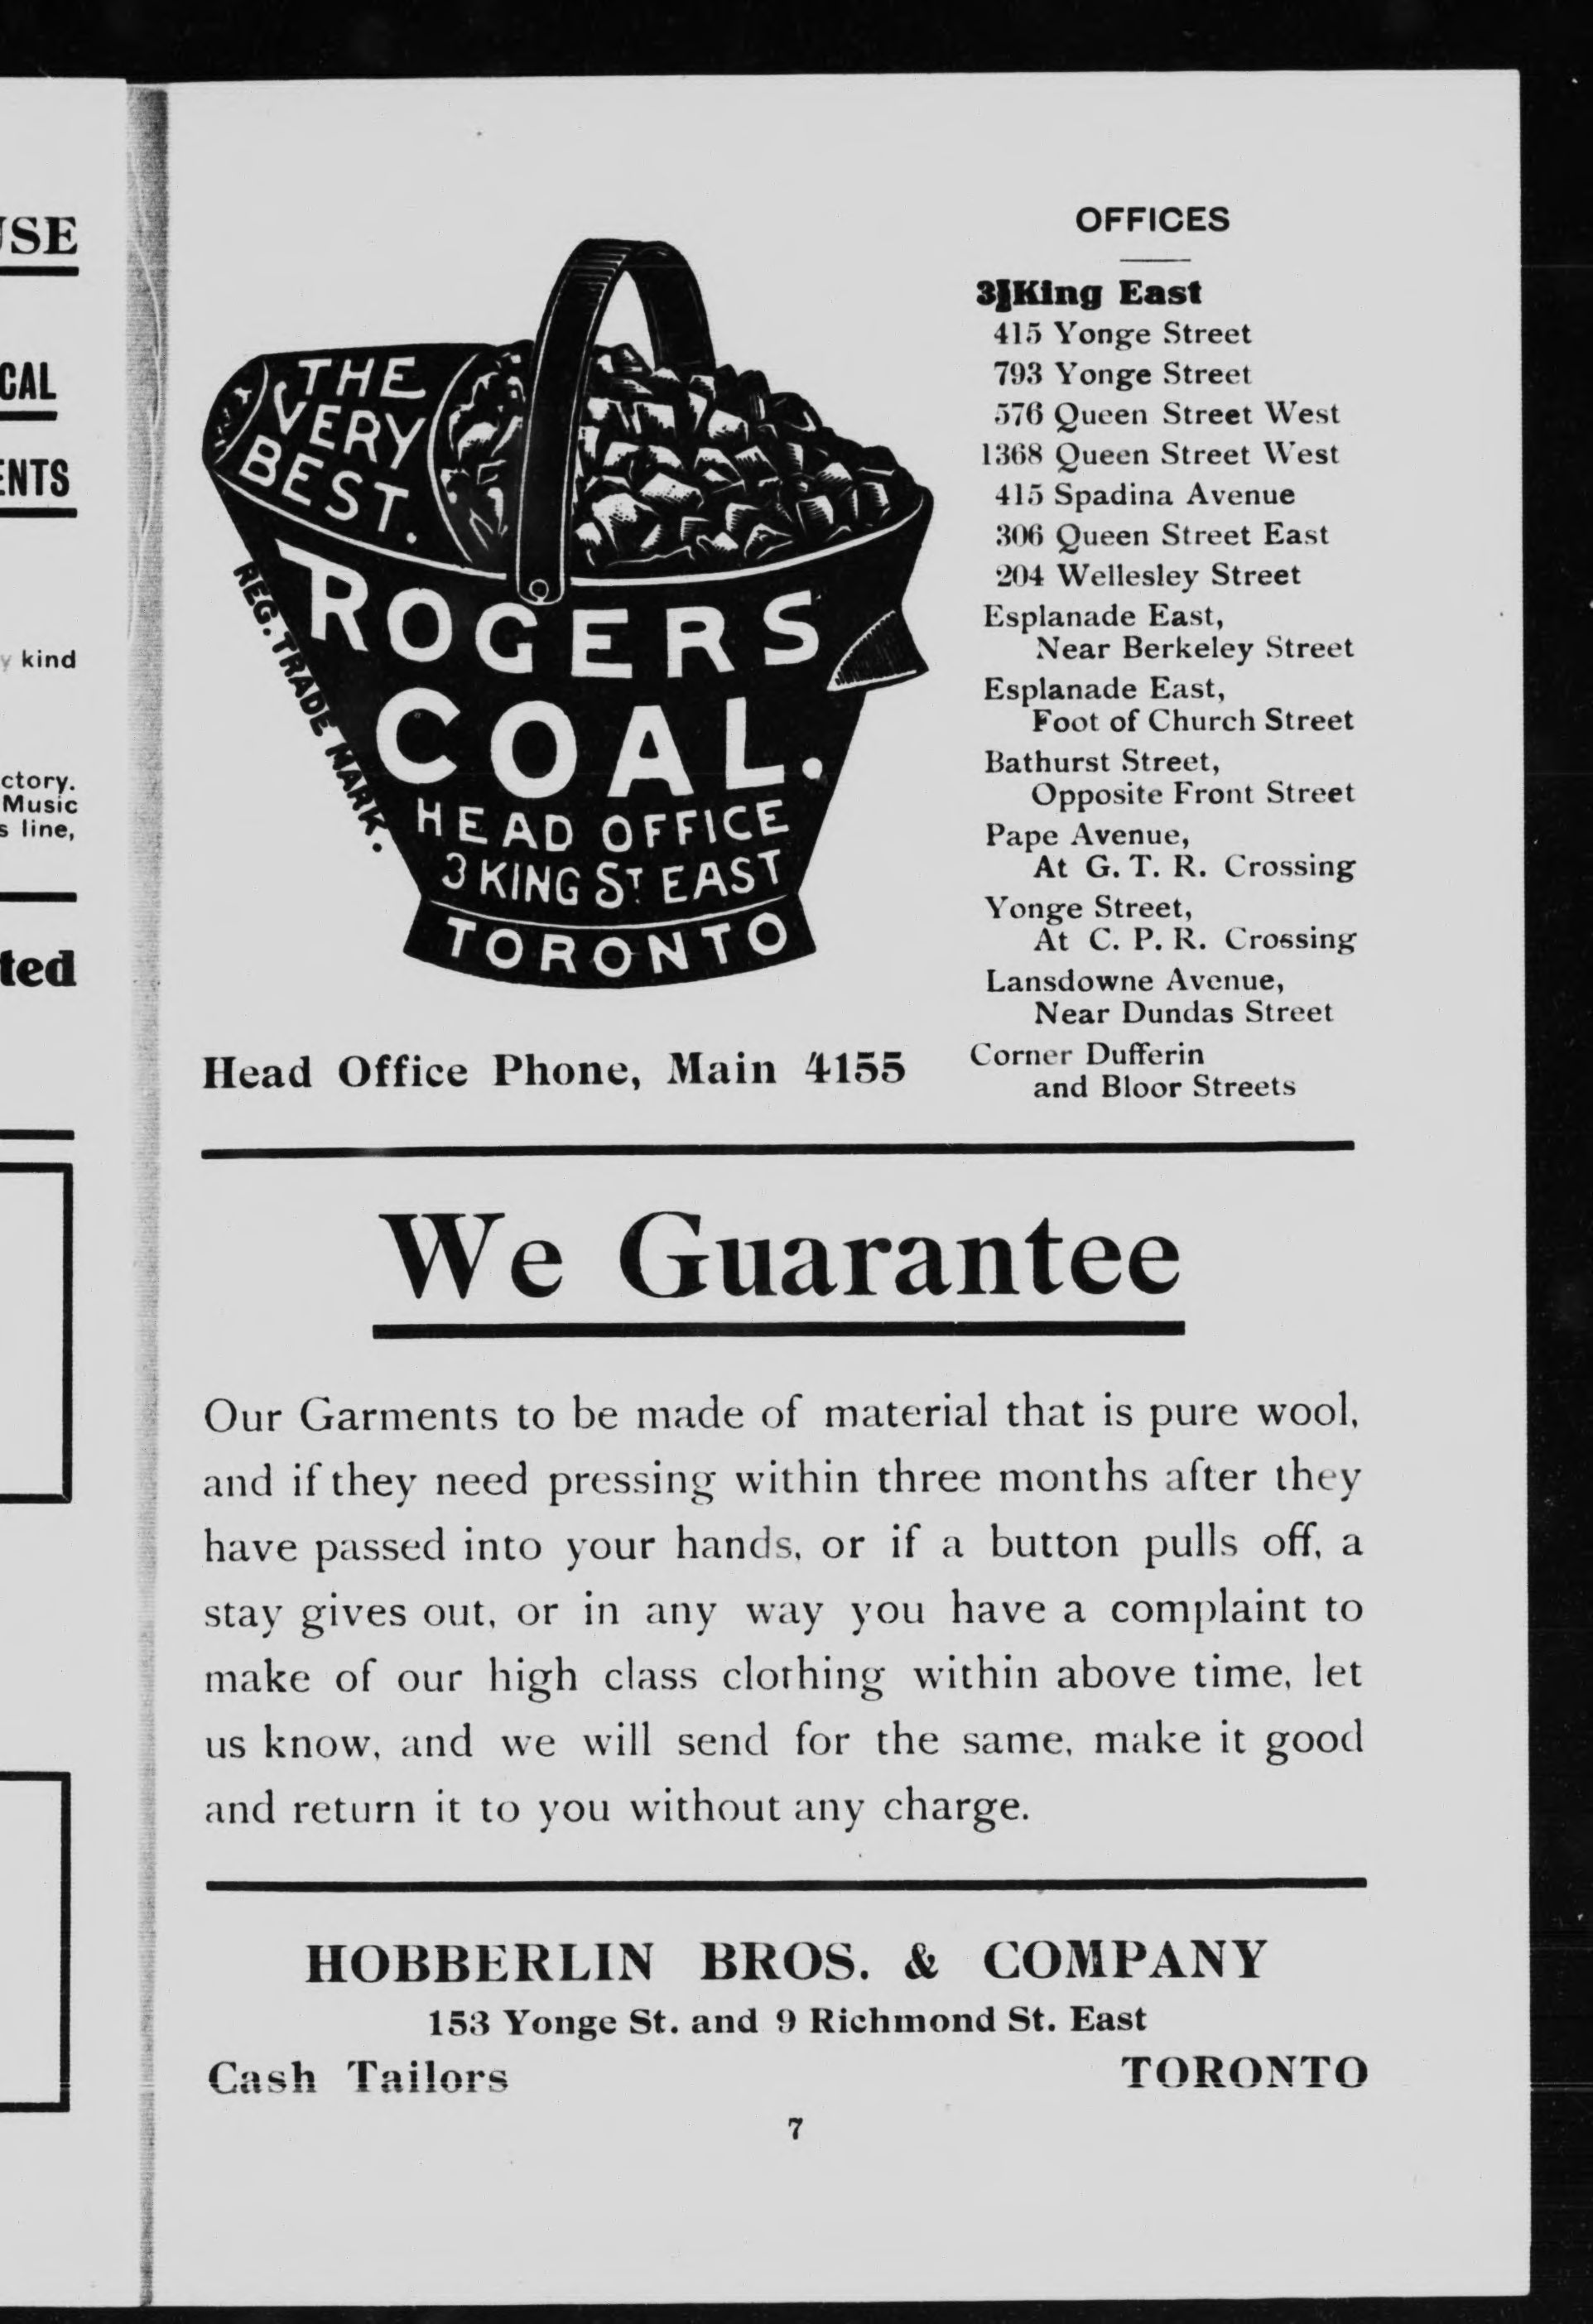 USE
CAL
ENTS
y kind
ctory.
Music
s line,
ted
THE
VERY
BEST.
REG. TRADE MARK.
ROGERS
COAL.
HEAD OFFICE
3 KING ST EAST
TORONTO
Head Office Phone, Main 4155
OFFICES
3 King East
415 Yonge Street
793 Yonge Street
576 Queen Street West
1368 Queen Street West
415 Spadina Avenue
306 Queen Street East
204 Wellesley Street
Esplanade East,
Near Berkeley Street
Esplanade East,
Foot of Church Street
Bathurst Street,
Opposite Front Street
Pape Avenue,
At G. T. R. Crossing
Yonge Street,
At C. P. R. Crossing
Lansdowne Avenue,
Near Dundas Street
Corner Dufferin
and Bloor Streets
We Guarantee
Our Garments to be made of material that is pure wool,
and if they need pressing within three months after they
have passed into your hands, or if a button pulls off, a
stay gives out, or in any way you have a complaint to
make of our high class clothing within above time, let
us know, and we will send for the same, make it good
and return it to you without any charge.
HOBBERLIN BROS. & COMPANY
153 Yonge St. and 9 Richmond St. East
Cash Tailors TORONTO
7